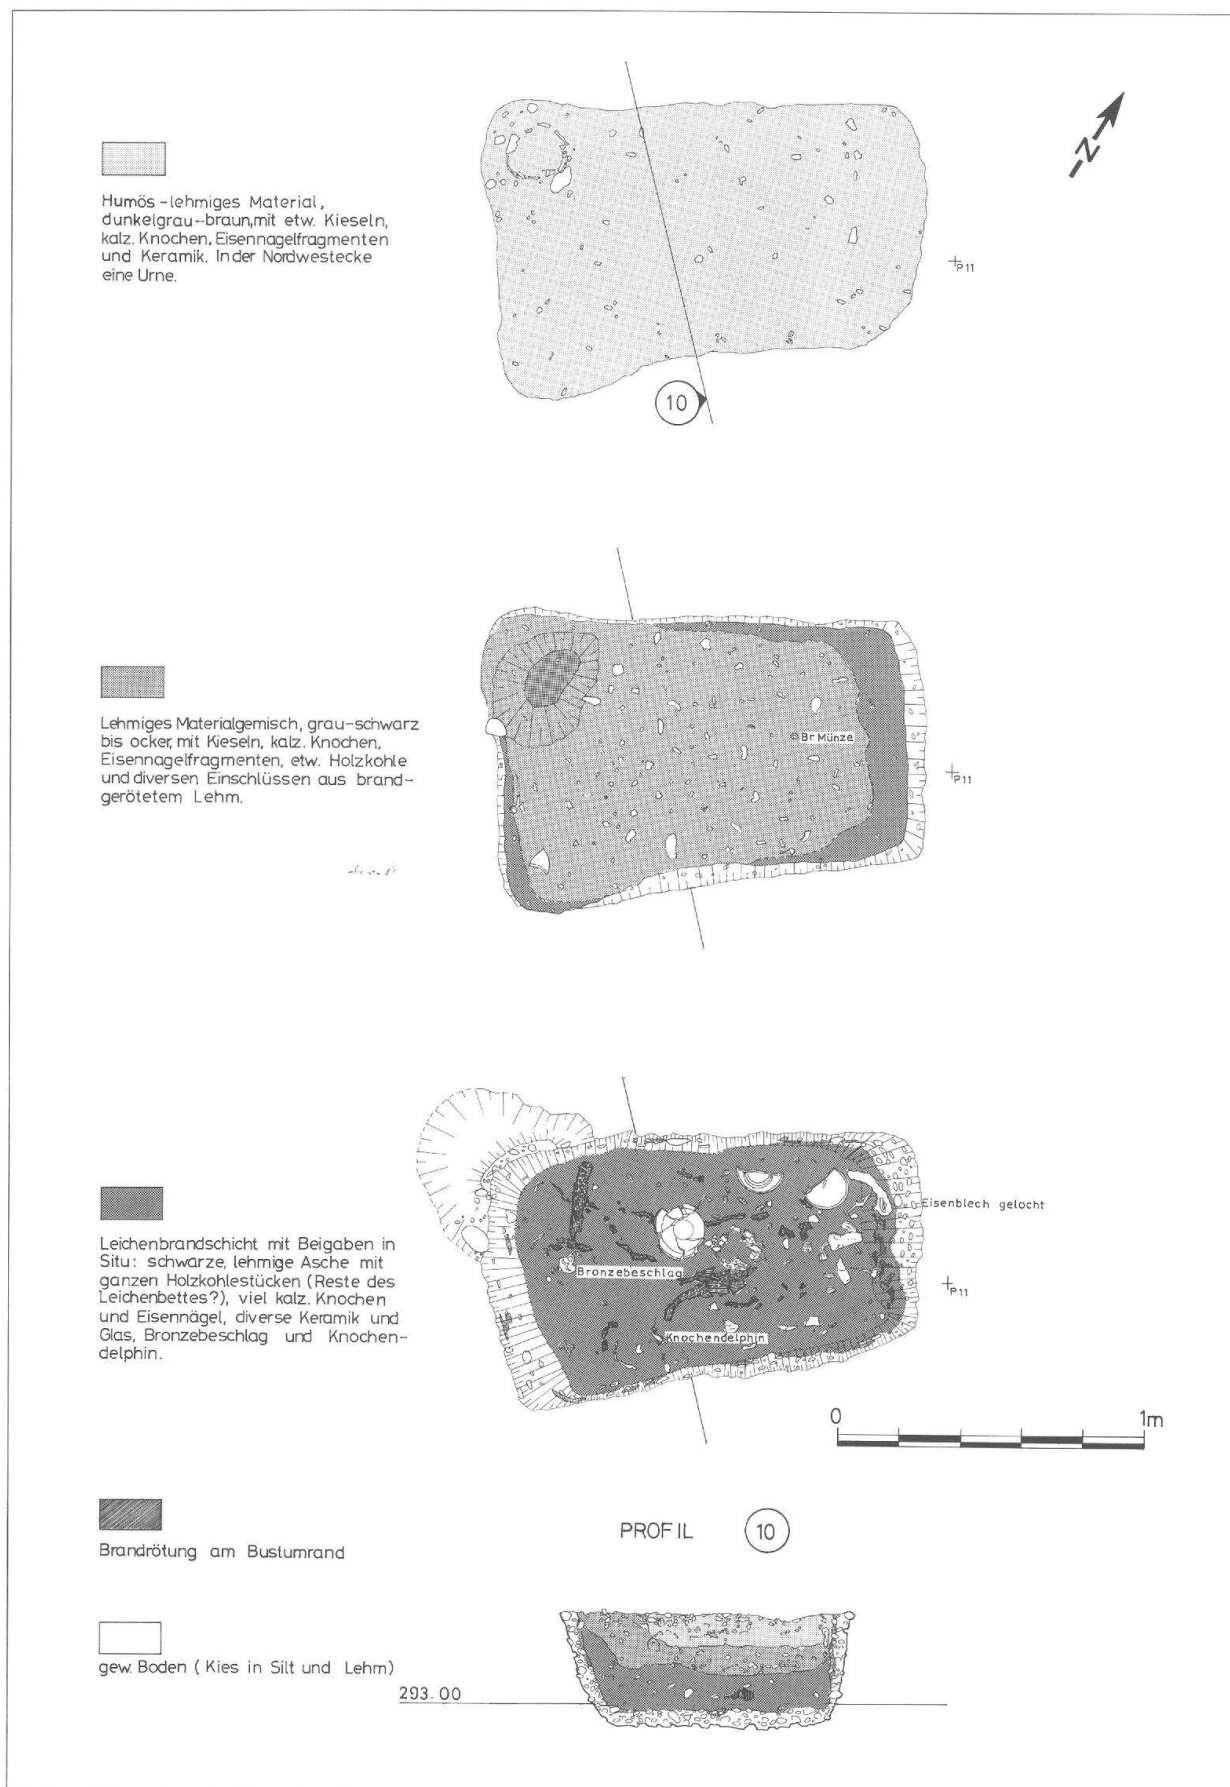 Humös-lehmiges Material,
dunkelgrau-braun,mit etw. Kieseln,
kalz. Knochen, Eisennagelfragmenten
und Keramik. In der Nordwestecke
eine Urne.
N
P11
10
Lehmiges Materialgemisch, grau-schwarz
bis ocker, mit Kieseln, kalz. Knochen,
Eisennagelfragmenten, etw. Holzkohle
und diversen Einschlüssen aus brand-
gerötetem Lehm.
Br. Münze
P11
Leichenbrandschicht mit Beigaben in
Situ: schwarze, lehmige Asche mit
ganzen Holzkohlestücken (Reste des
Leichenbettes?), viel kalz. Knochen
und Eisennägel, diverse Keramik und
Glas, Bronzebeschlag und Knochen-
delphin.
Eisenblech gelocht
Bronzebeschlag
Knochendelphin
P11
0 1m
Brandrötung am Bustumrand
PROFIL 10
gew. Boden (Kies in Silt und Lehm)
293.00